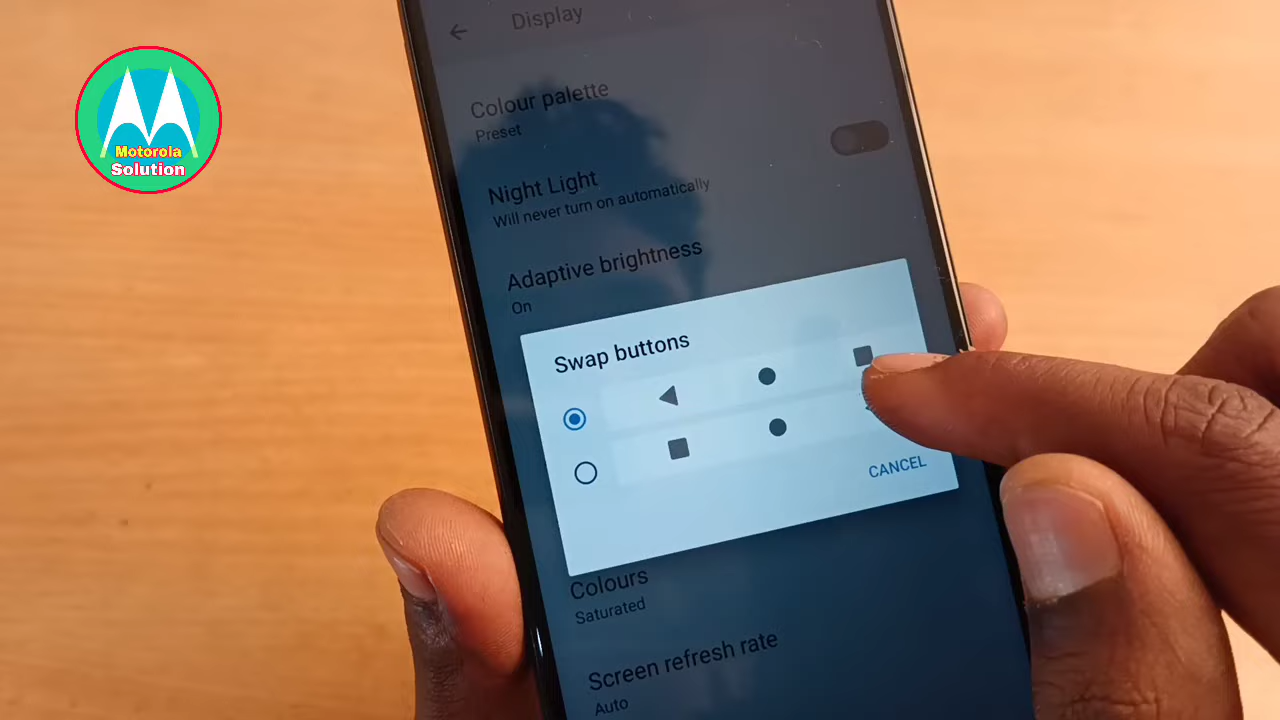 Display
Colour palette
Preset
Night Light
Will never turn on automatically
Adaptive brightness
On
Swap buttons
CANCEL
Colours
Saturated
Screen refresh rate
Auto
Motorola
Solution